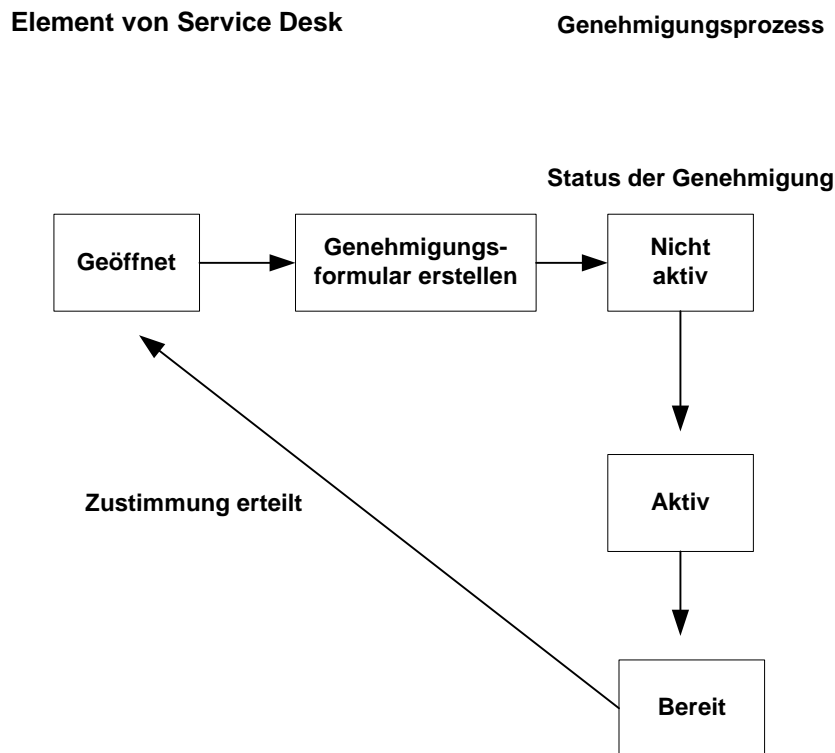 Element von Service Desk
Genehmigungsprozess
Status der Genehmigung
Geöffnet
Genehmigungs-
formular erstellen
Nicht
aktiv
Zustimmung erteilt
Aktiv
Bereit